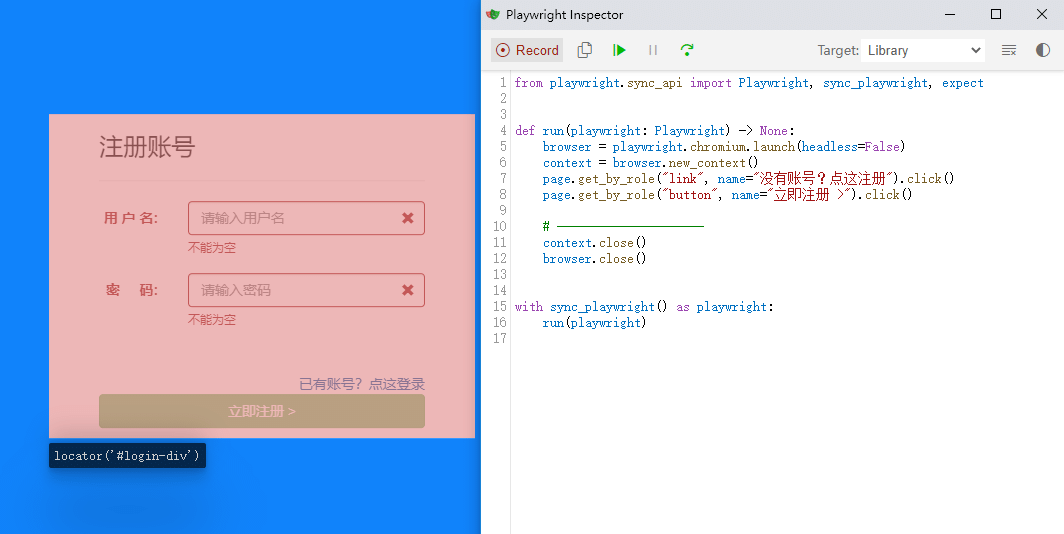 注册账号
用 户 名:
请输入用户名
不能为空
密 码:
请输入密码
不能为空
已有账号？点这登录
立即注册 >
locator('#login-div')
Playwright Inspector
Record
Target:
Library
1 from playwright.sync_api import Playwright, sync_playwright, expect
2
3
4 def run(playwright: Playwright) -> None:
5 browser = playwright.chromium.launch(headless=False)
6 context = browser.new_context()
7 page.get_by_role("link", name="没有账号？点这注册").click()
8 page.get_by_role("button", name="立即注册 >").click()
9
10 # ---------------------
11 context.close()
12 browser.close()
13
14
15 with sync_playwright() as playwright:
16 run(playwright)
17